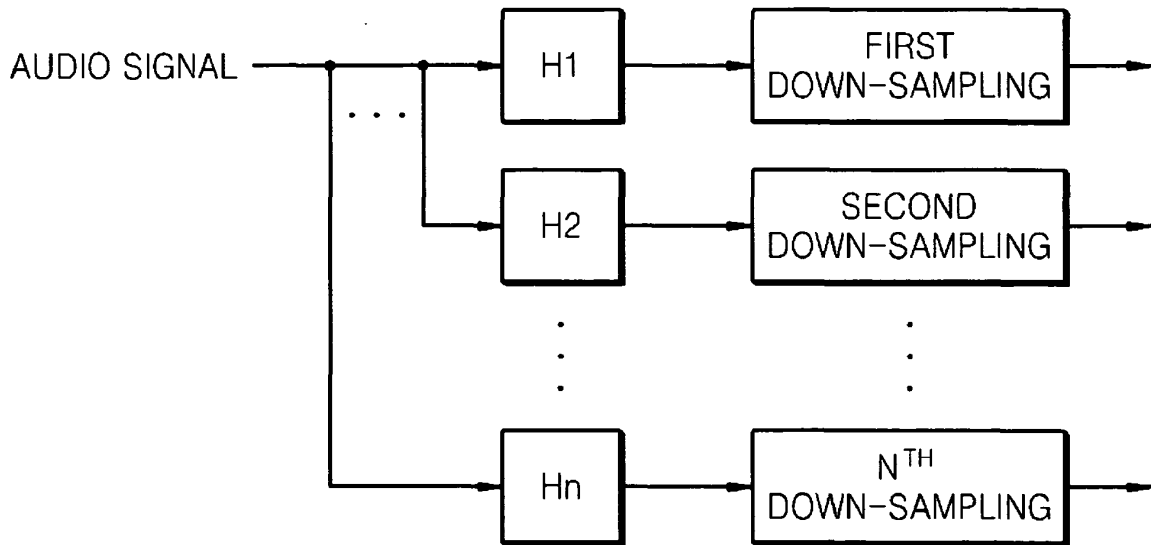 AUDIO SIGNAL
H1
FIRST
DOWN-SAMPLING
. . .
H2
SECOND
DOWN-SAMPLING
Hn
NTH
DOWN-SAMPLING